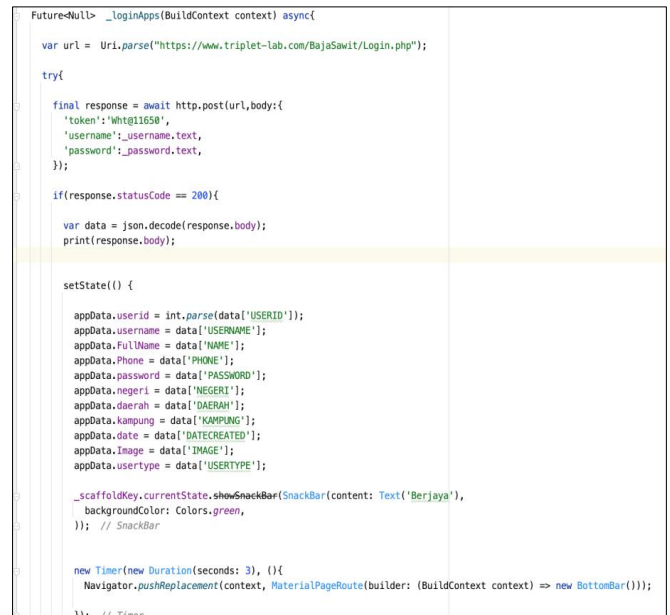 Future<Null> _loginApps(BuildContext context) async{
var url = Uri.parse("https://www.triplet-lab.com/BajaSawit/Login.php");
try{
final response = await http.post(url,body:{
'token':'Wht@11650',
'username':_username.text,
'password':_password.text,
});
if(response.statusCode == 200){
var data = json.decode(response.body);
print(response.body);
setState(() {
appData.userid = int.parse(data['USERID']);
appData.username = data['USERNAME'];
appData.FullName = data['NAME'];
appData.Phone = data['PHONE'];
appData.password = data['PASSWORD'];
appData.negeri = data['NEGERI'];
appData.daerah = data['DAERAH'];
appData.kampung = data['KAMPUNG'];
appData.date = data['DATECREATED'];
appData.Image = data['IMAGE'];
appData.usertype = data['USERTYPE'];
_scaffoldKey.currentState.showSnackBar(SnackBar(content: Text('Berjaya'),
backgroundColor: Colors.green,
)); // SnackBar
new Timer(new Duration(seconds: 3), (){
Navigator.pushReplacement(context, MaterialPageRoute(builder: (BuildContext context) => new BottomBar()));
}); // Timer